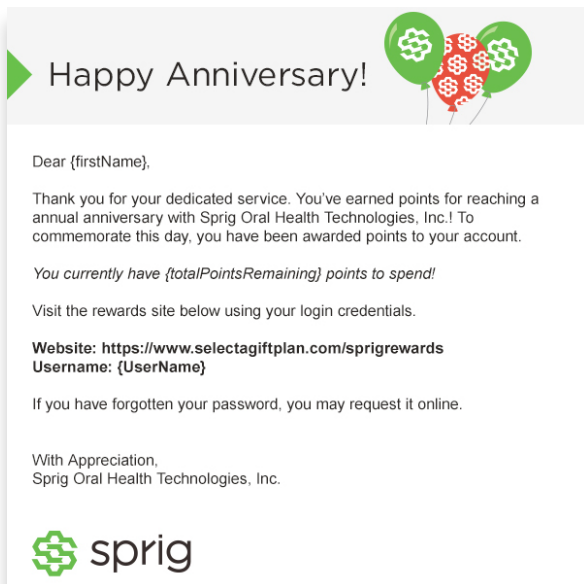 Happy Anniversary!
Dear {firstName},
Thank you for your dedicated service. You've earned points for reaching a
annual anniversary with Sprig Oral Health Technologies, Inc.! To
commemorate this day, you have been awarded points to your account.
You currently have {totalPointsRemaining} points to spend!
Visit the rewards site below using your login credentials.
Website: https://www.selectagiftplan.com/sprigrewards
Username: {UserName}
If you have forgotten your password, you may request it online.
With Appreciation,
Sprig Oral Health Technologies, Inc.
sprig